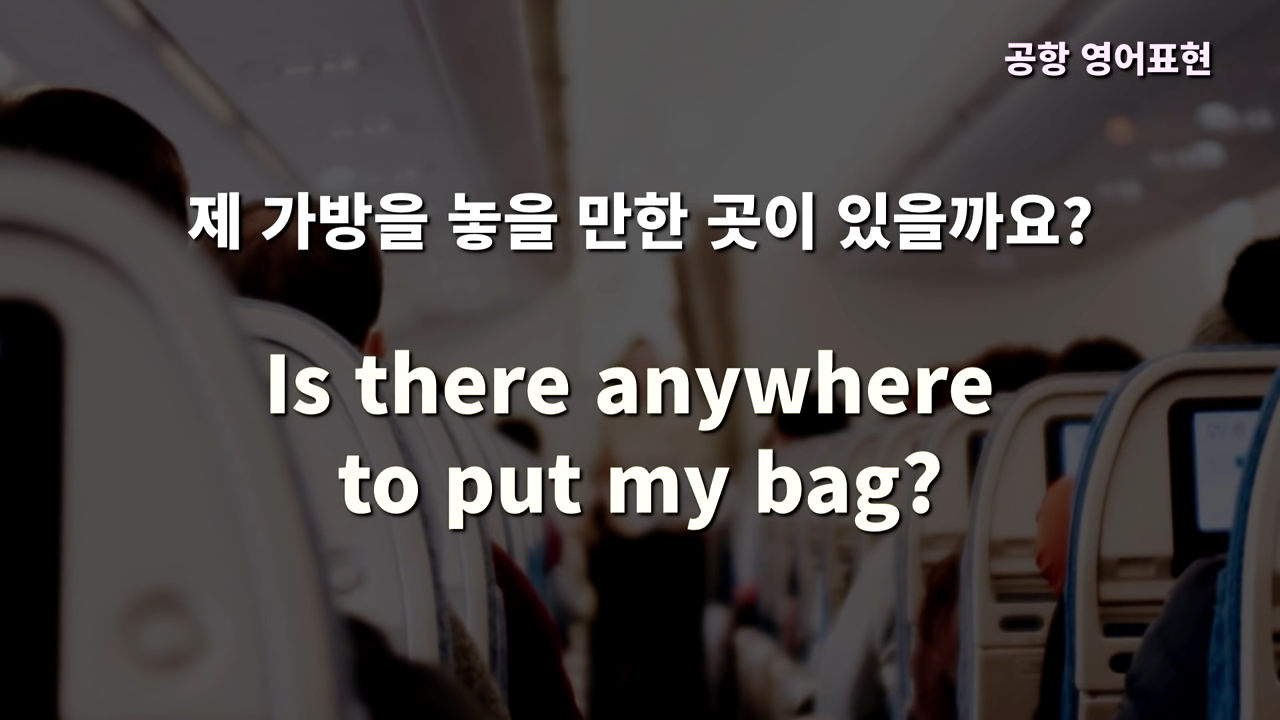 공항 영어표현
제 가방을 놓을 만한 곳이 있을까요?
Is there anywhere
to put my bag?